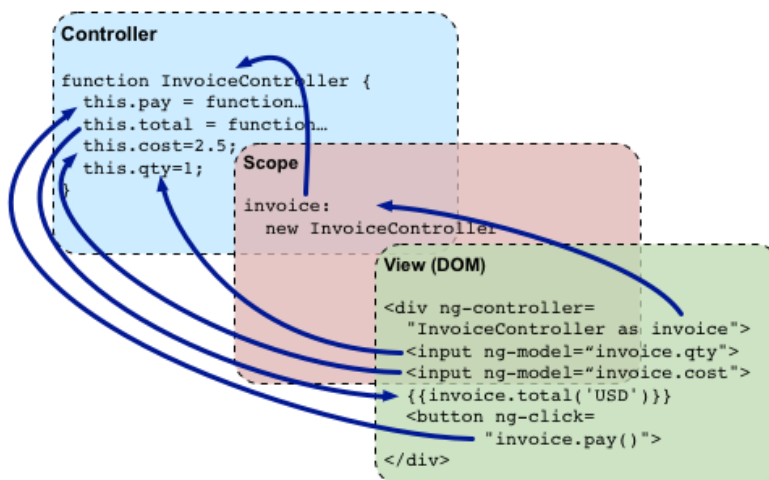 Controller
function InvoiceController {
this.pay = function…
this.total = function…
this.cost=2.5;
this.qty=1;
}
Scope
invoice:
new InvoiceController
View (DOM)
<div ng-controller=
"InvoiceController as invoice">
<input ng-model=“invoice.qty">
<input ng-model=“invoice.cost">
{{invoice.total('USD')}}
<button ng-click=
"invoice.pay()">
</div>